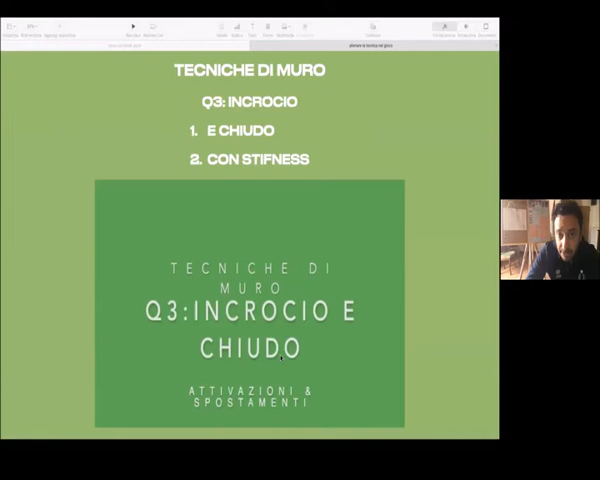 TECNICHE DI MURO
Q3: INCROCIO
1. E CHIUDO
2. CON STIFNESS
TECNICHE DI
MURO
Q3:INCROCIO E
CHIUDO
ATTIVAZIONI &
SPOSTAMENTI